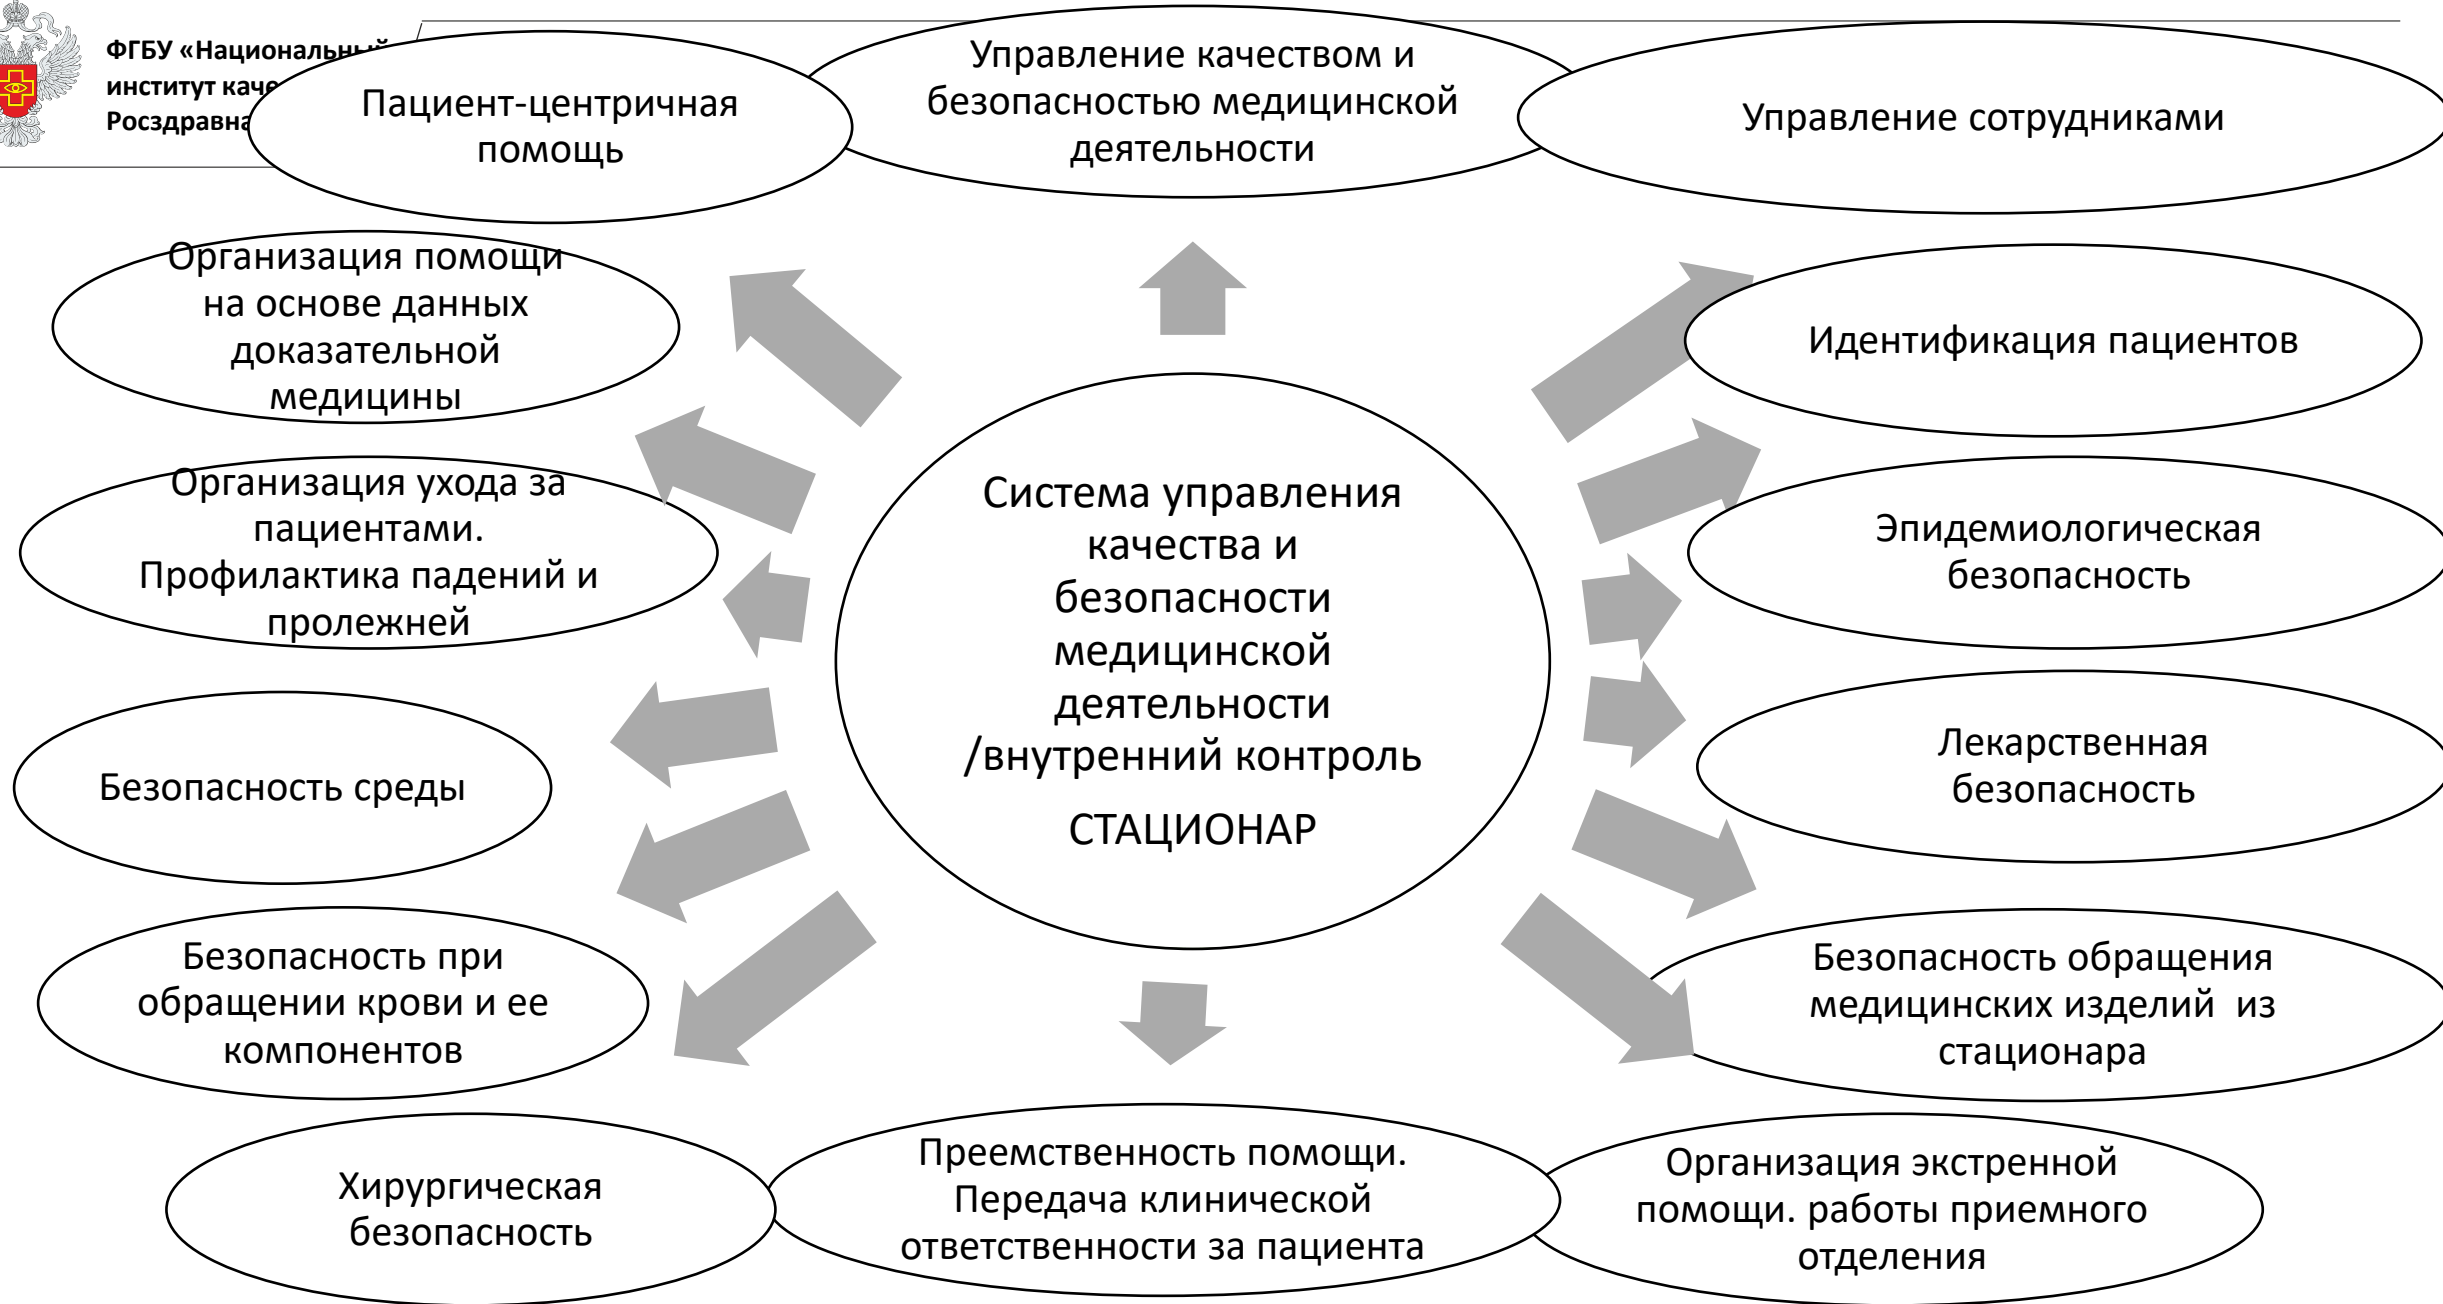 ФГБУ «Национальный
институт
Пациент-центричная
помощь
Управление качеством и
безопасностью медицинской
деятельности
Управление сотрудниками
Организация помощи
на основе данных
доказательной
медицины
Идентификация пациентов
Организация ухода за
пациентами.
Профилактика падений и
пролежней
Система управления
качества и
безопасности
медицинской
деятельности
/внутренний контроль
СТАЦИОНАР
Эпидемиологическая
безопасность
Безопасность среды
Лекарственная
безопасность
Безопасность при
обращении крови и ее
компонентов
Безопасность обращения
медицинских изделий  из
стационара
Хирургическая
безопасность
Преемственность помощи.
Передача клинической
ответственности за пациента
Организация экстренной
помощи. работы приемного
отделения